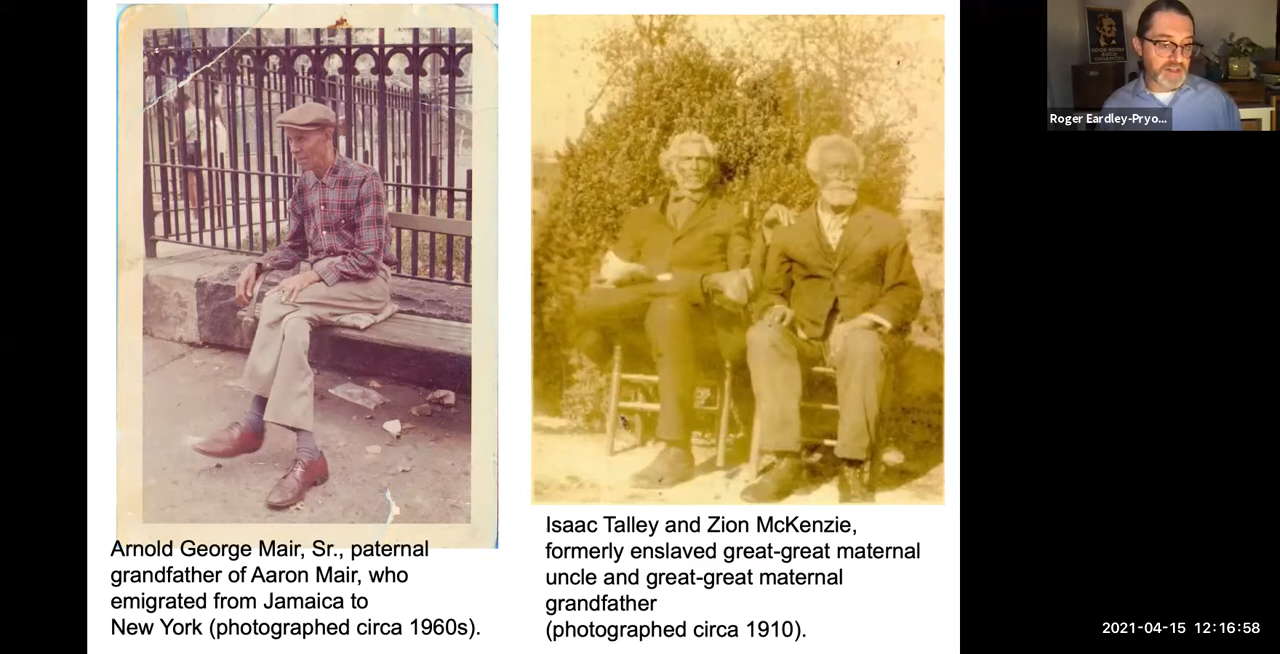 Arnold George Mair, Sr., paternal
grandfather of Aaron Mair, who
emigrated from Jamaica to
New York (photographed circa 1960s).
Isaac Talley and Zion McKenzie,
formerly enslaved great-great maternal
uncle and great-great maternal
grandfather
(photographed circa 1910).
Roger Eardley-Pryo...
2021-04-15 12:16:58